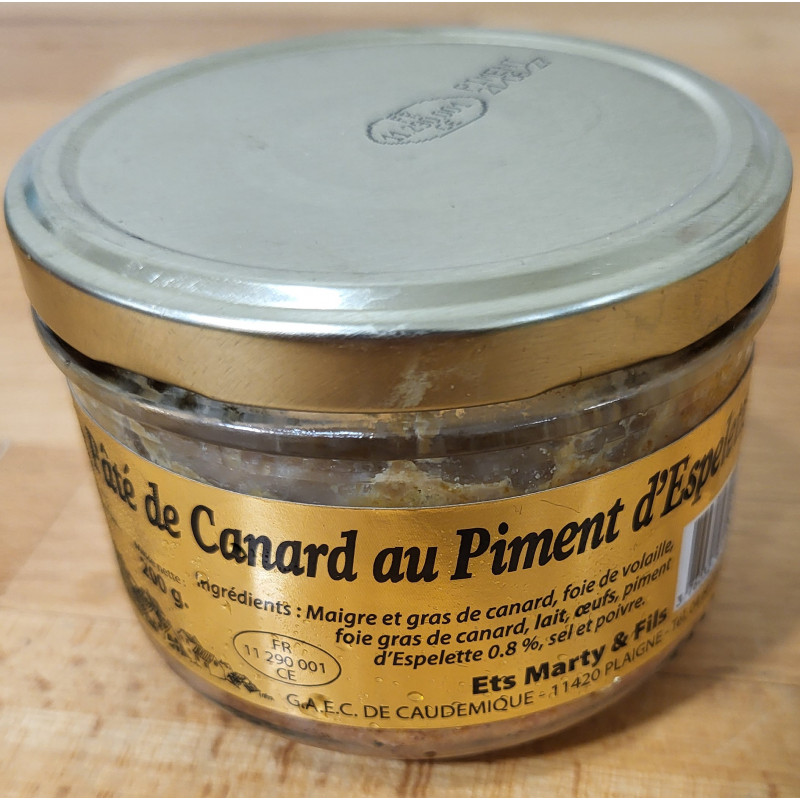 Pâté de Canard au Piment d'Espelette
200 g.
Ingrédients : Maigre et gras de canard, foie de volaille,
foie gras de canard, lait, œufs, piment
d'Espelette 0.8 %, sel et poivre.
FR
11 290 001
CE
Ets Marty & Fils
G.A.E.C. DE CAUDEMIQUE - 11420 PLAIGNE - Tél.